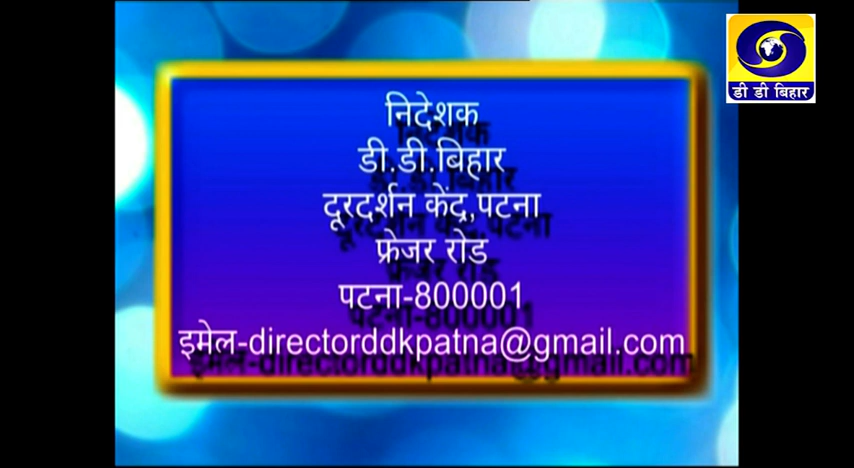 निदेशक
डी.डी.बिहार
दूरदर्शन केंद्र,पटना
फ्रेजर रोड
पटना-800001
इमेल-directorddkpatna@gmail.com
डी डी बिहार